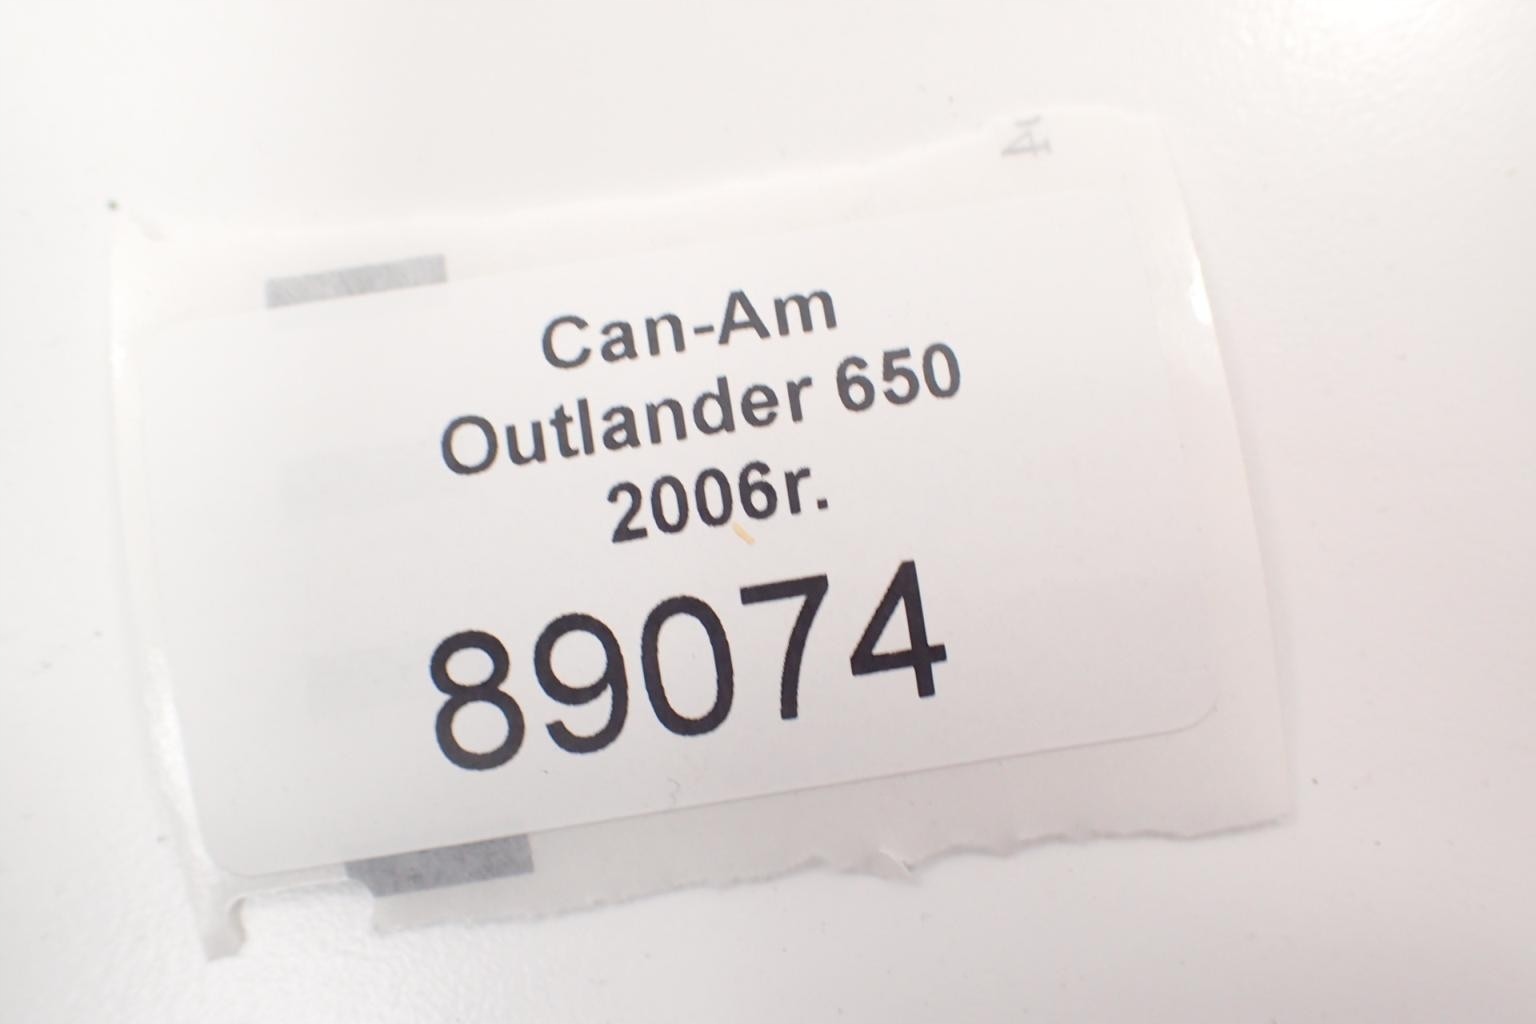 Can-Am
Outlander 650
2006r.
89074